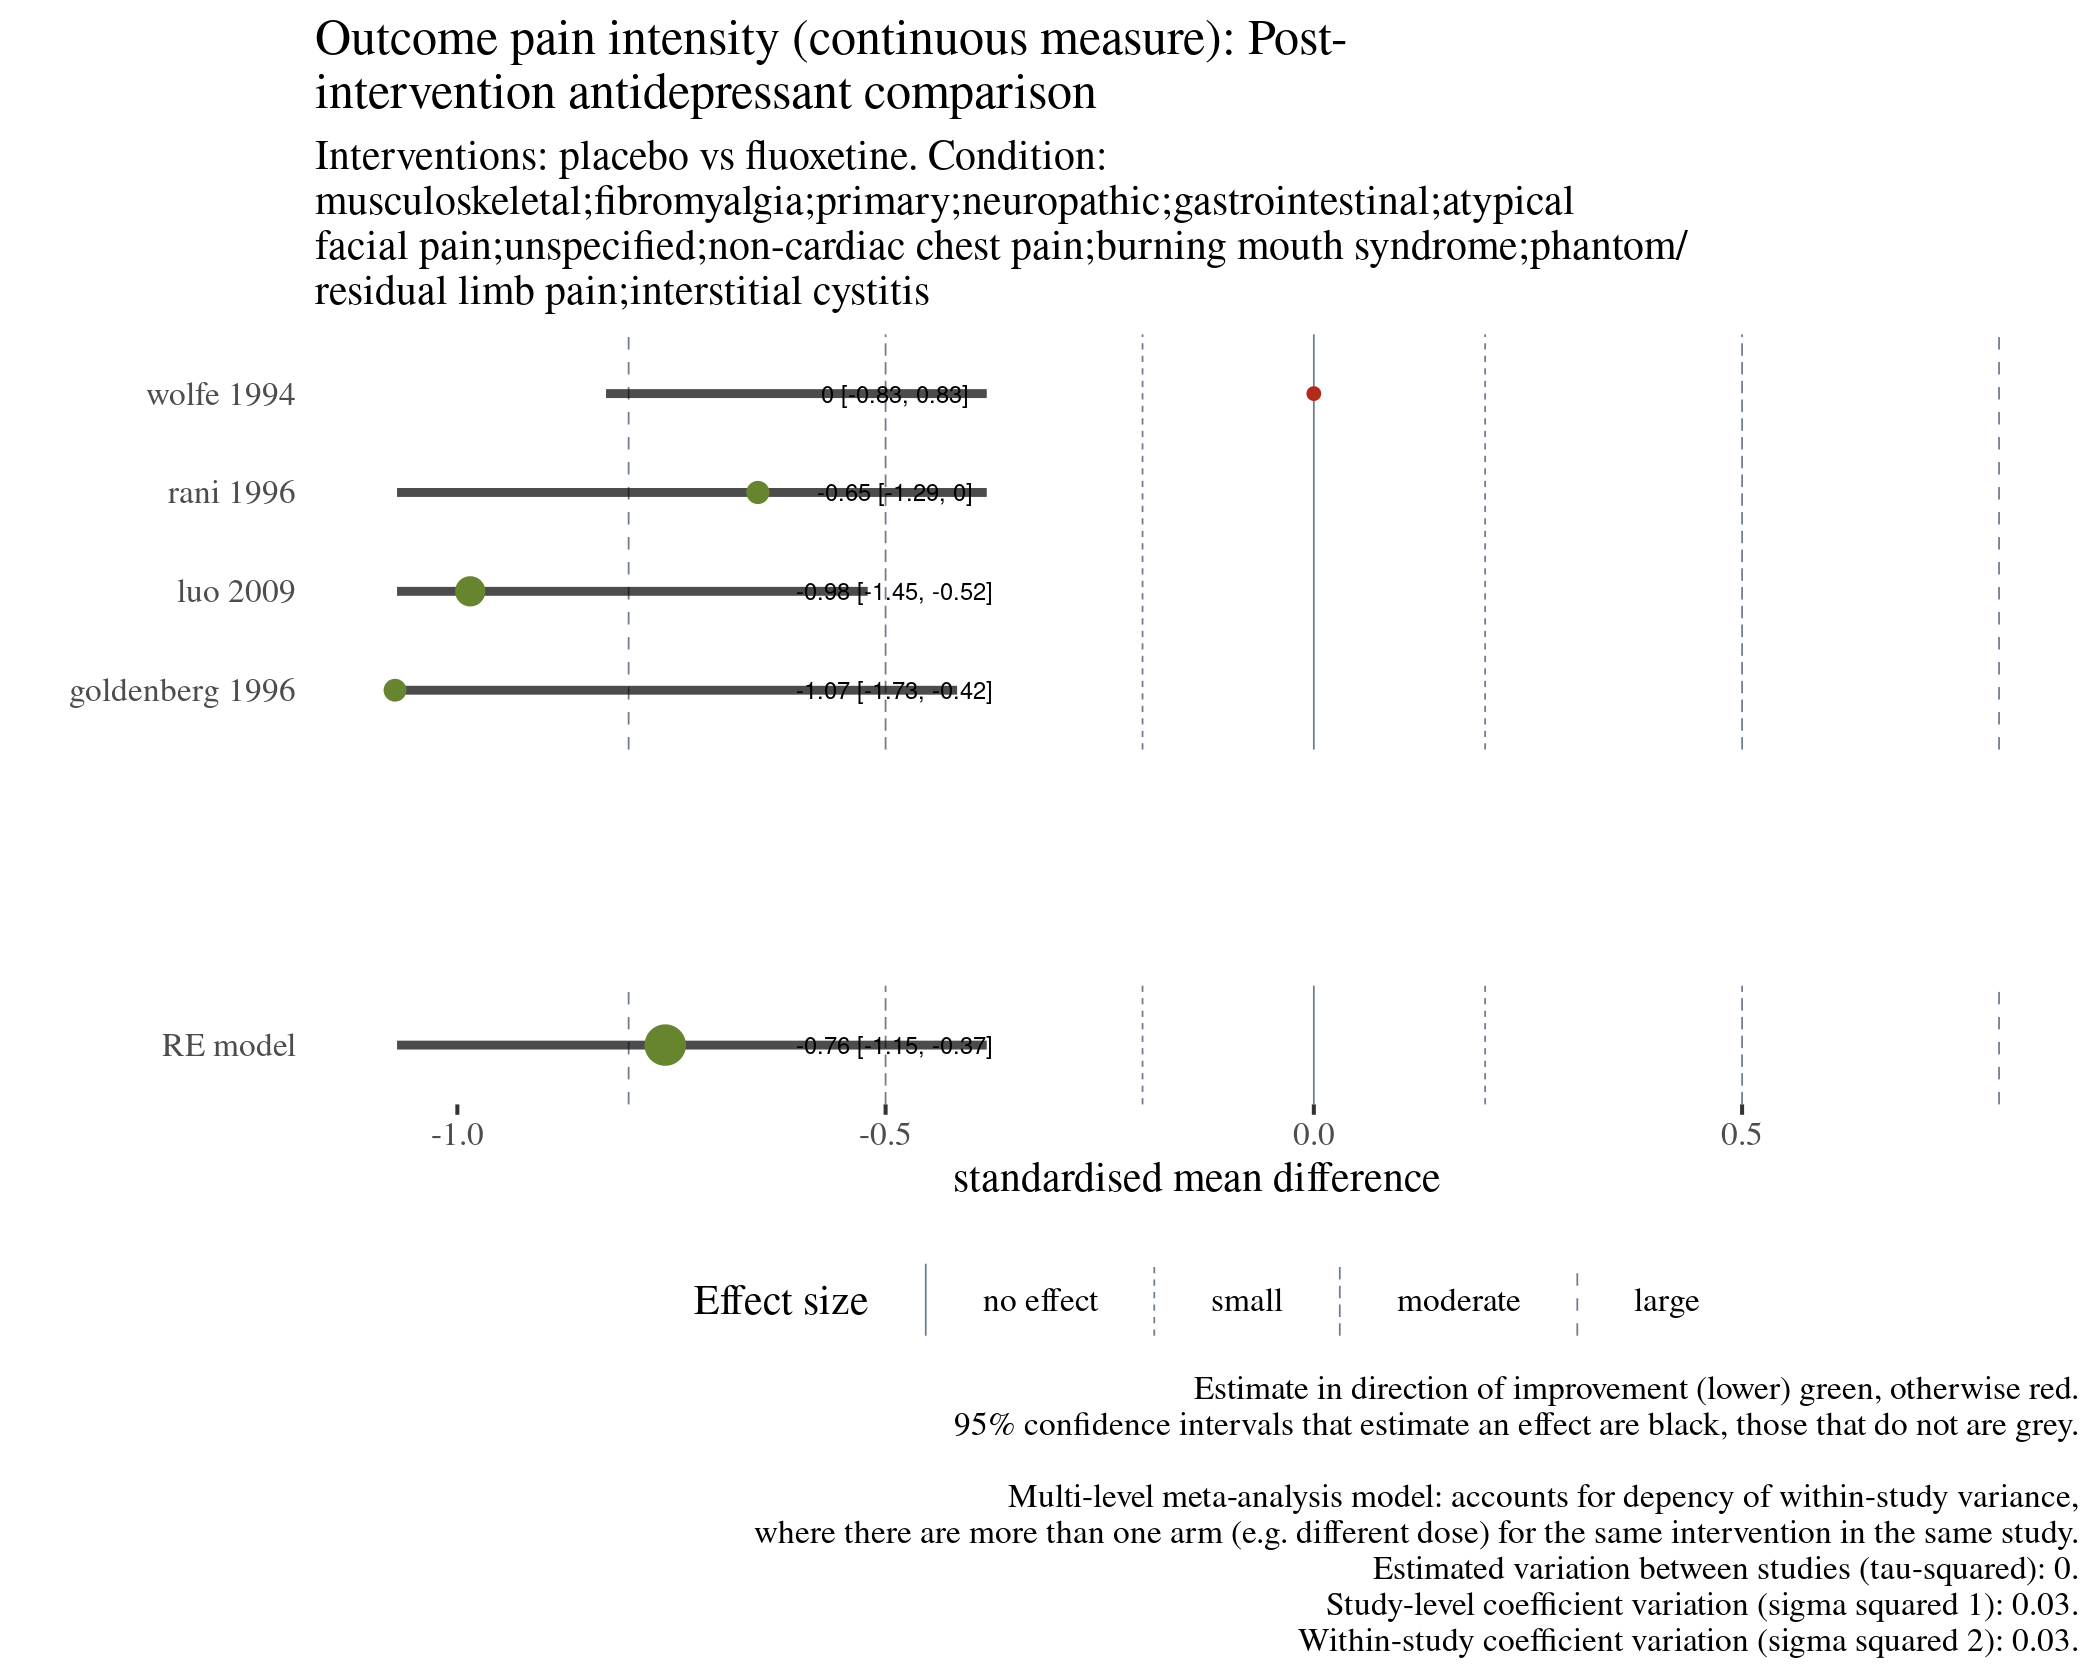 Outcome pain intensity (continuous measure): Post-
intervention antidepressant comparison
Interventions: placebo vs fluoxetine. Condition:
musculoskeletal;fibromyalgia;primary;neuropathic;gastrointestinal;atypical
facial pain;unspecified;non-cardiac chest pain;burning mouth syndrome;phantom/
residual limb pain;interstitial cystitis
wolfe 1994 0 [-0.83, 0.83]
rani 1996 -0.65 [-1.29, 0]
luo 2009 -0.98 [-1.45, -0.52]
goldenberg 1996 -1.07 [-1.73, -0.42]
RE model -0.76 [-1.15, -0.37]
-1.0 -0.5 0.0 0.5
standardised mean difference
Effect size no effect small moderate large
Estimate in direction of improvement (lower) green, otherwise red.
95% confidence intervals that estimate an effect are black, those that do not are grey.
Multi-level meta-analysis model: accounts for depency of within-study variance,
where there are more than one arm (e.g. different dose) for the same intervention in the same study.
Estimated variation between studies (tau-squared): 0.
Study-level coefficient variation (sigma squared 1): 0.03.
Within-study coefficient variation (sigma squared 2): 0.03.